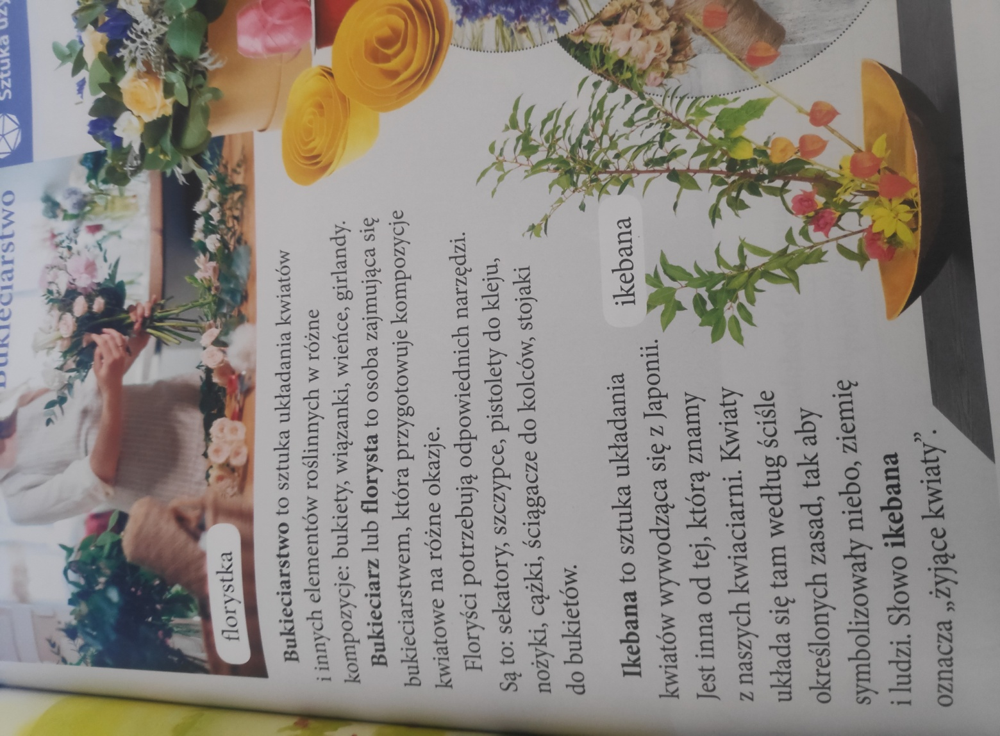 Sztuka uży
Bukieciarstwo
florystka
Bukieciarstwo to sztuka układania kwiatów
i innych elementów roślinnych w różne
kompozycje: bukiety, wiązanki, wieńce, girlandy.
Bukieciarz lub florysta to osoba zajmująca się
bukieciarstwem, która przygotowuje kompozycje
kwiatowe na różne okazje.
Floryści potrzebują odpowiednich narzędzi.
Są to: sekatory, szczypce, pistolety do kleju,
nożyki, cążki, ściągacze do kolców, stojaki
do bukietów.
ikebana
Ikebana to sztuka układania
kwiatów wywodząca się z Japonii.
Jest inna od tej, którą znamy
z naszych kwiaciarni. Kwiaty
układa się tam według ściśle
określonych zasad, tak aby
symbolizowały niebo, ziemię
i ludzi. Słowo ikebana
oznacza „żyjące kwiaty”.